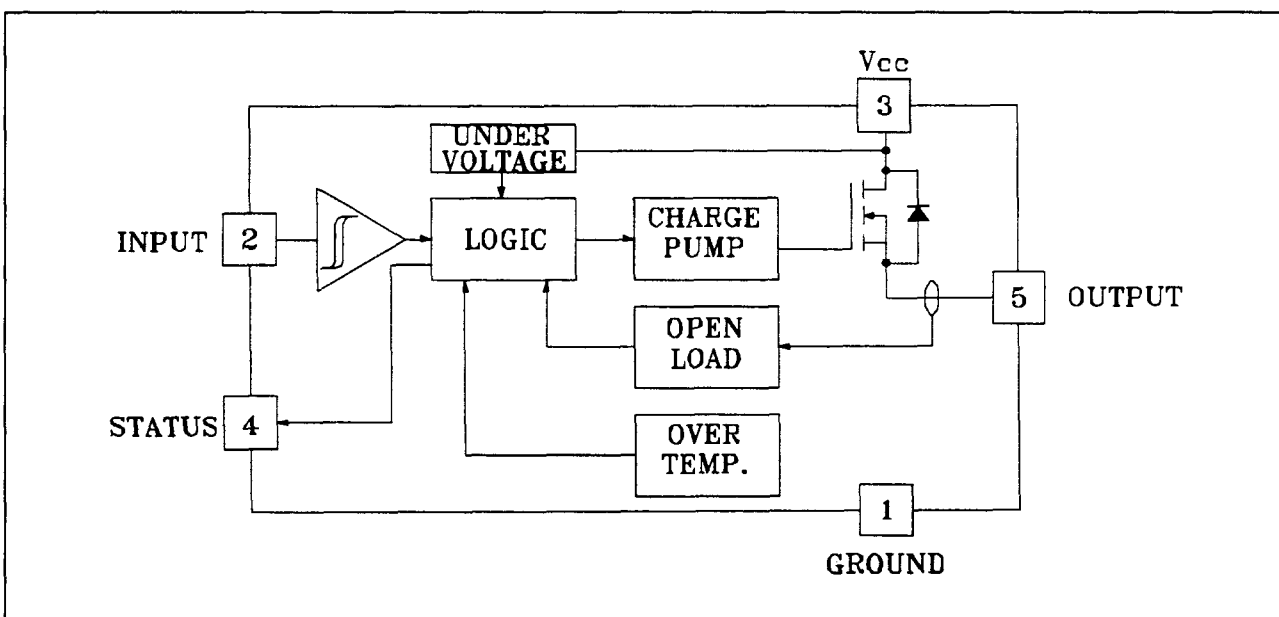 Vcc
3
UNDER
VOLTAGE
INPUT
2
LOGIC
CHARGE
PUMP
5
OUTPUT
OPEN
LOAD
STATUS
4
OVER
TEMP.
1
GROUND